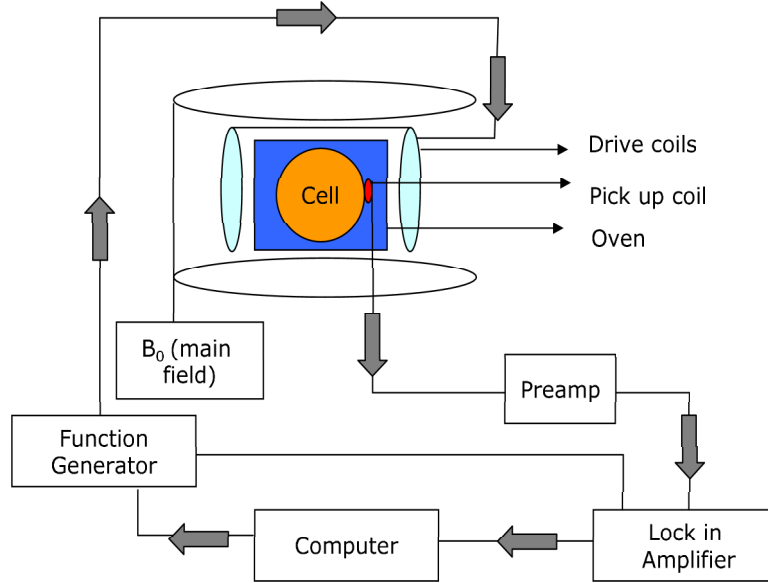 Drive coils
Cell
Pick up coil
Oven
B₀ (main
field)
Preamp
Function
Generator
Computer
Lock in
Amplifier